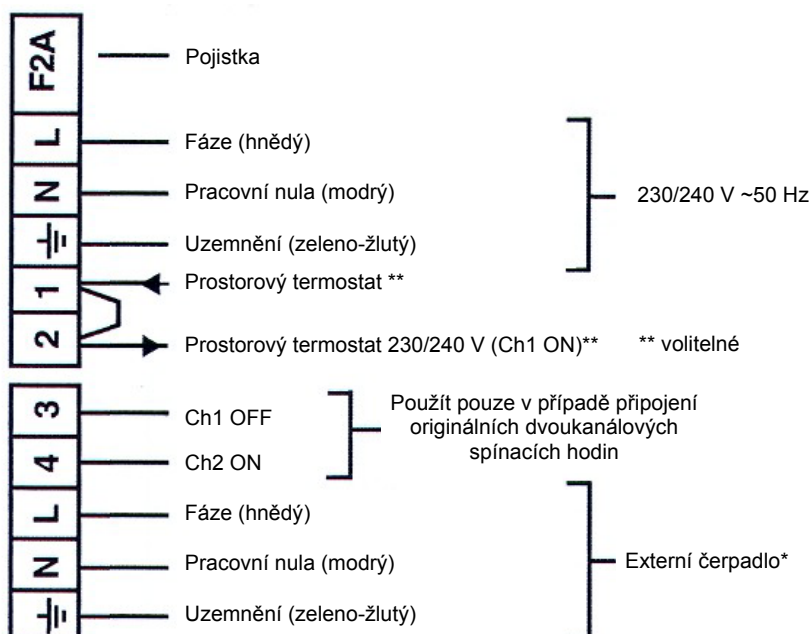 F2A Pojistka
L Fáze (hnědý)
N Pracovní nula (modrý) 230/240 V ~50 Hz
Uzemnění (zeleno-žlutý)
1 Prostorový termostat **
2 Prostorový termostat 230/240 V (Ch1 ON)** ** volitelné
3 Ch1 OFF
4 Ch2 ON
Použít pouze v případě připojení
originálních dvoukanálových
spínacích hodin
L Fáze (hnědý)
N Pracovní nula (modrý) Externí čerpadlo*
Uzemnění (zeleno-žlutý)